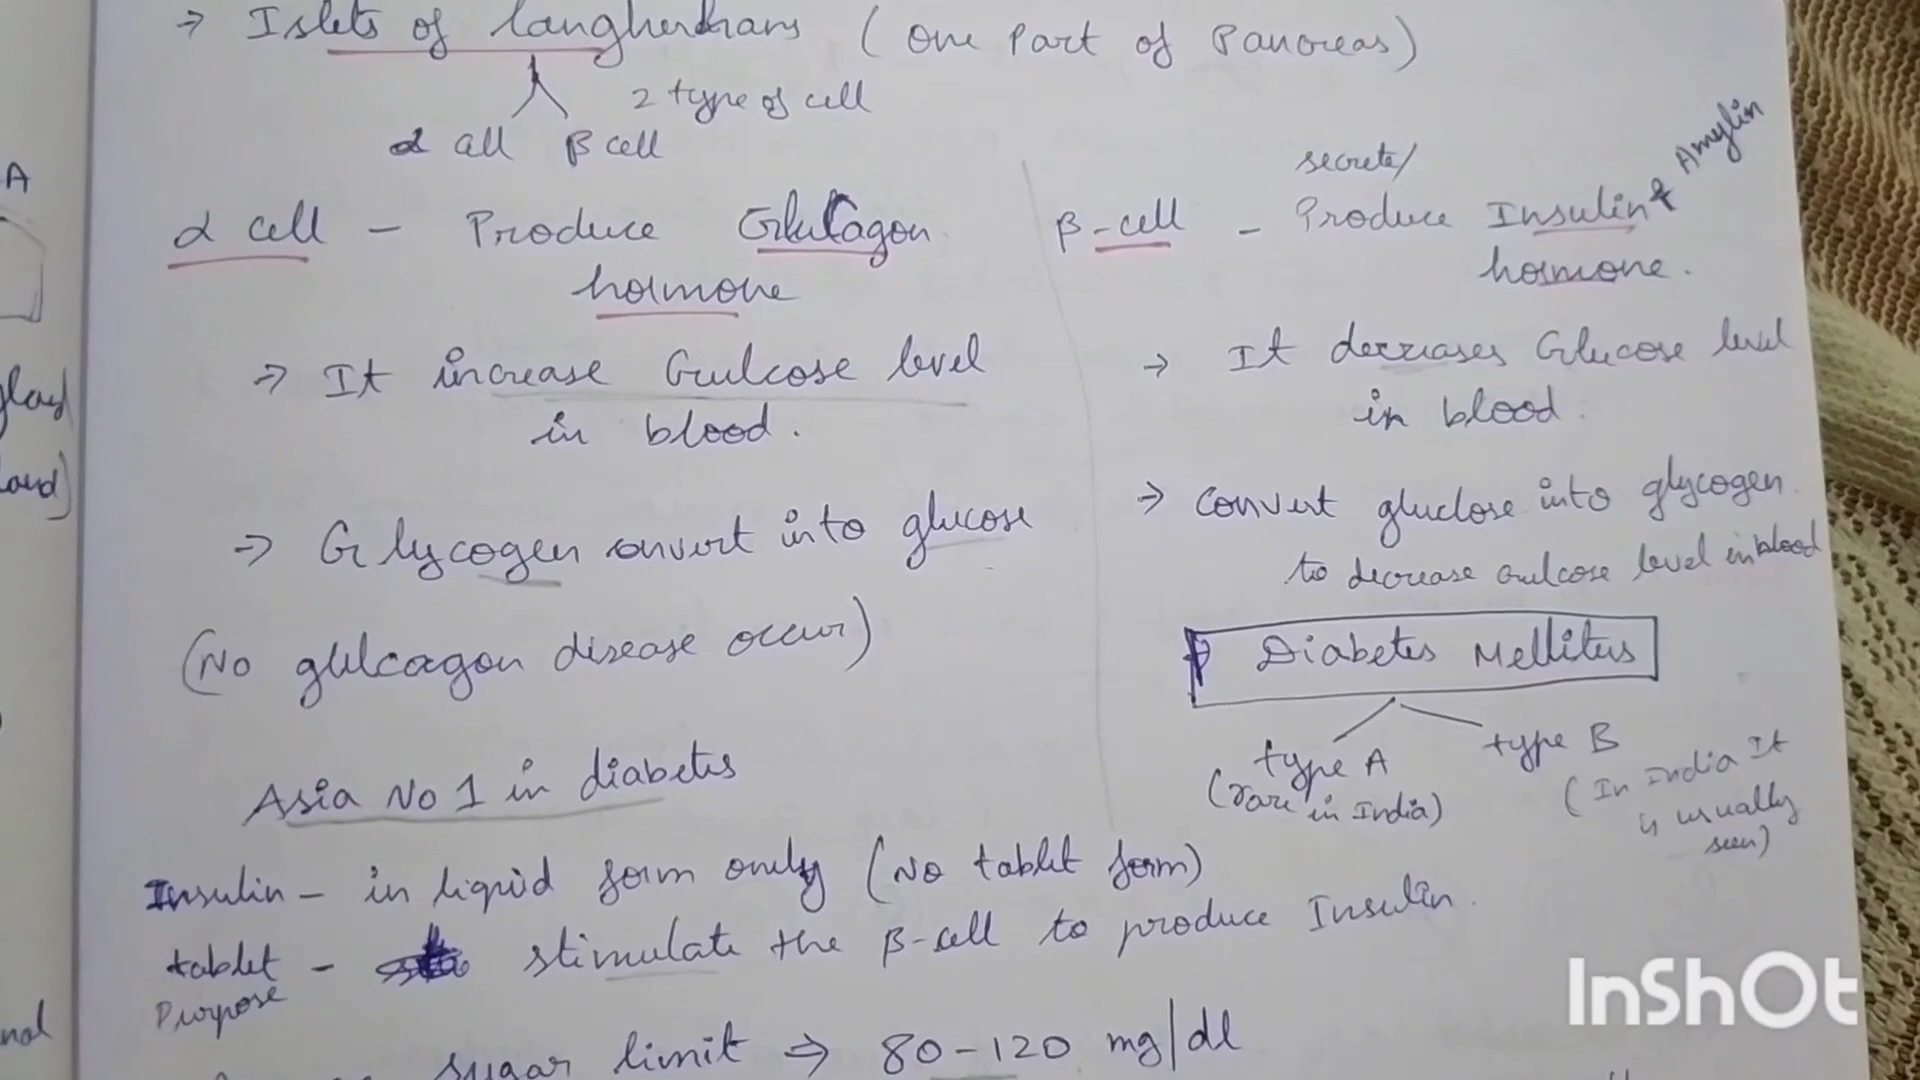 → Islets of langherhans (One Part of Pancreas)
2 type of cell
α cell β cell
α cell - Produce Glucagon
hormone
→ It increase Gulcose level
in blood.
→ Glycogen convert into glucose
(No glulcagon disease occur)
secrete/
β-cell - Produce Insulin & Amylin
hormone.
→ It decreases Glucose level
in blood.
→ Convert gluclose into glycogen
to decrease Gulcose level in blood
Diabetes Mellitus
type A
(rare in India)
type B
(In India It
is usually
seen)
Asia No 1 in diabetes
Insulin - in liquid form only (No tablet form)
tablet - stimulate the β-cell to produce Insulin.
Purpose
sugar limit → 80-120 mg/dl
A
InShOt